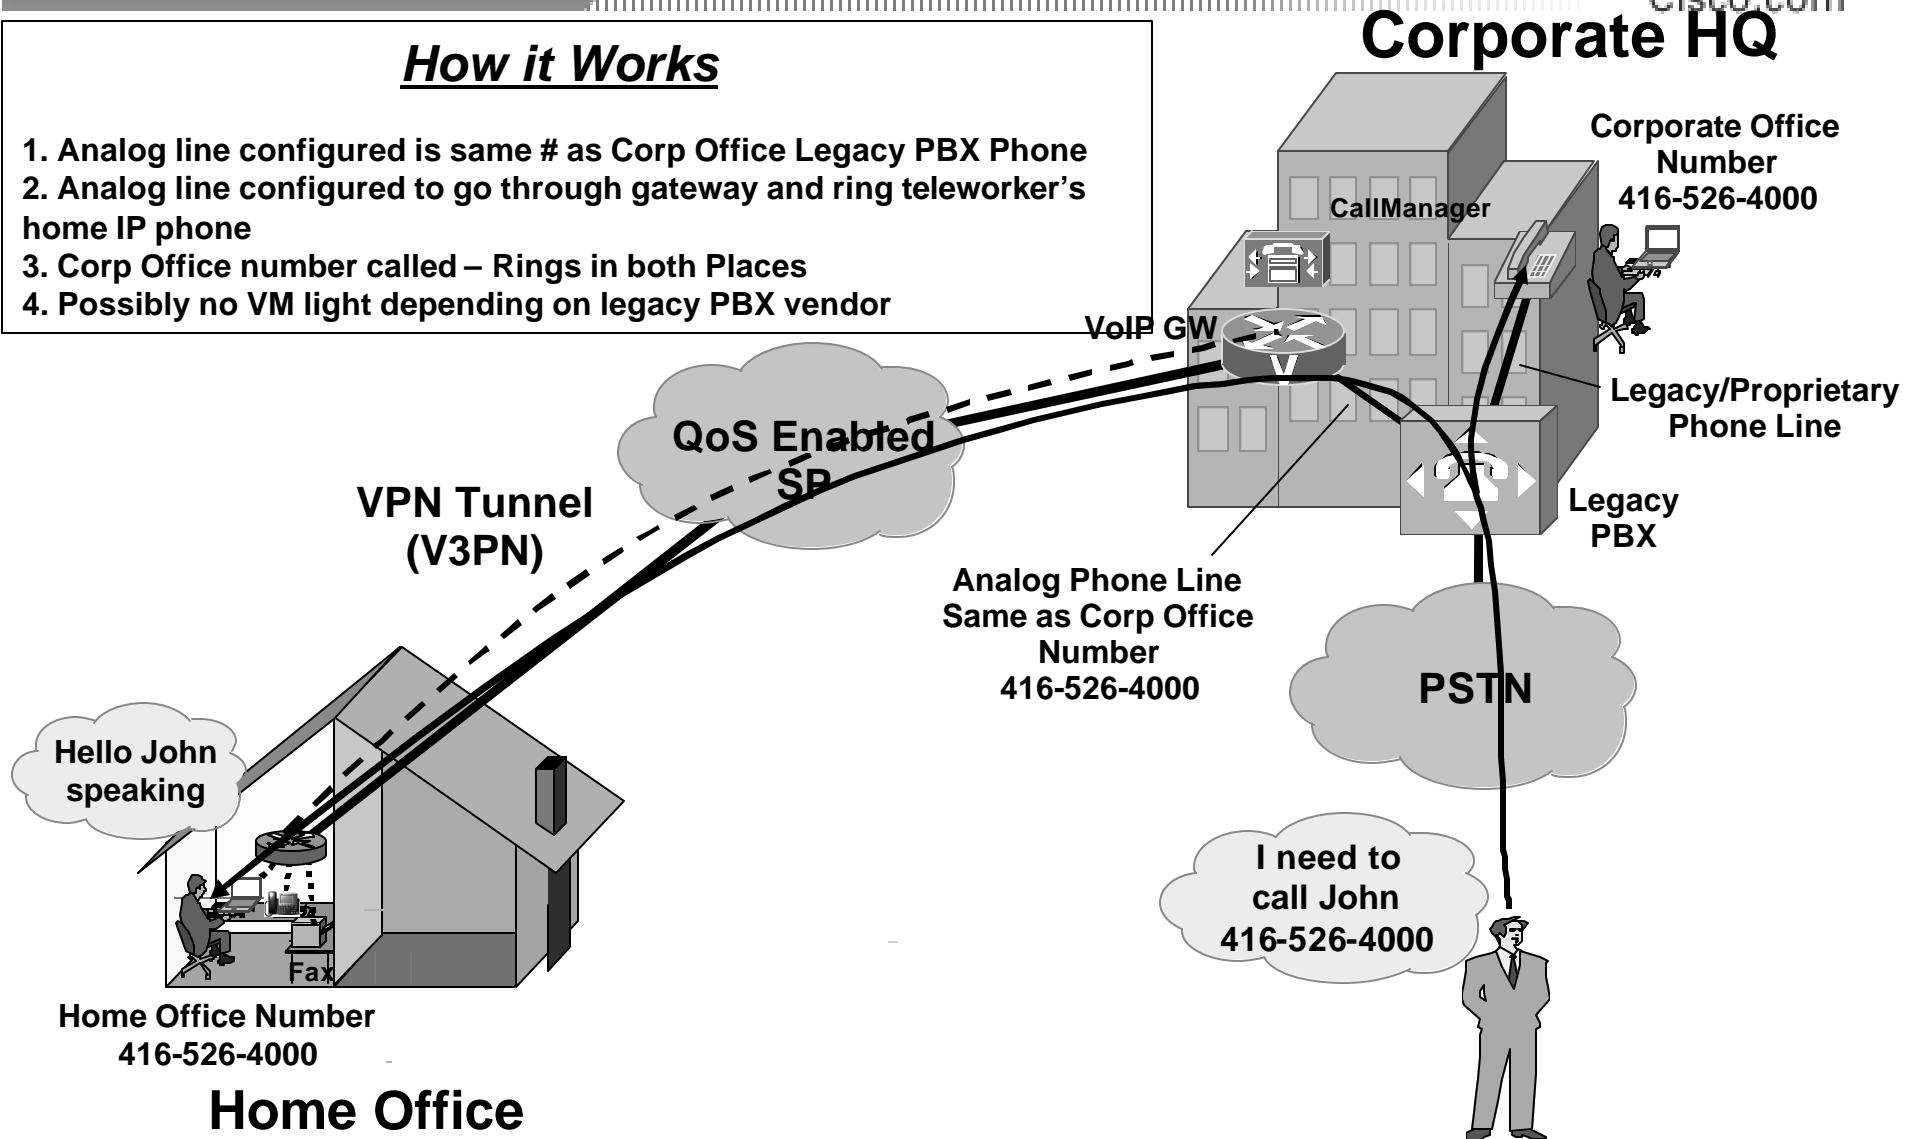 Cisco.com
Corporate HQ
How it Works
1. Analog line configured is same # as Corp Office Legacy PBX Phone
2. Analog line configured to go through gateway and ring teleworker's
home IP phone
3. Corp Office number called – Rings in both Places
4. Possibly no VM light depending on legacy PBX vendor
Corporate Office
Number
416-526-4000
CallManager
VoIP GW
V
Legacy/Proprietary
Phone Line
QoS Enabled
SP
VPN Tunnel
(V3PN)
Legacy
PBX
Analog Phone Line
Same as Corp Office
Number
416-526-4000
PSTN
Hello John
speaking
I need to
call John
416-526-4000
Fax
Home Office Number
416-526-4000
Home Office